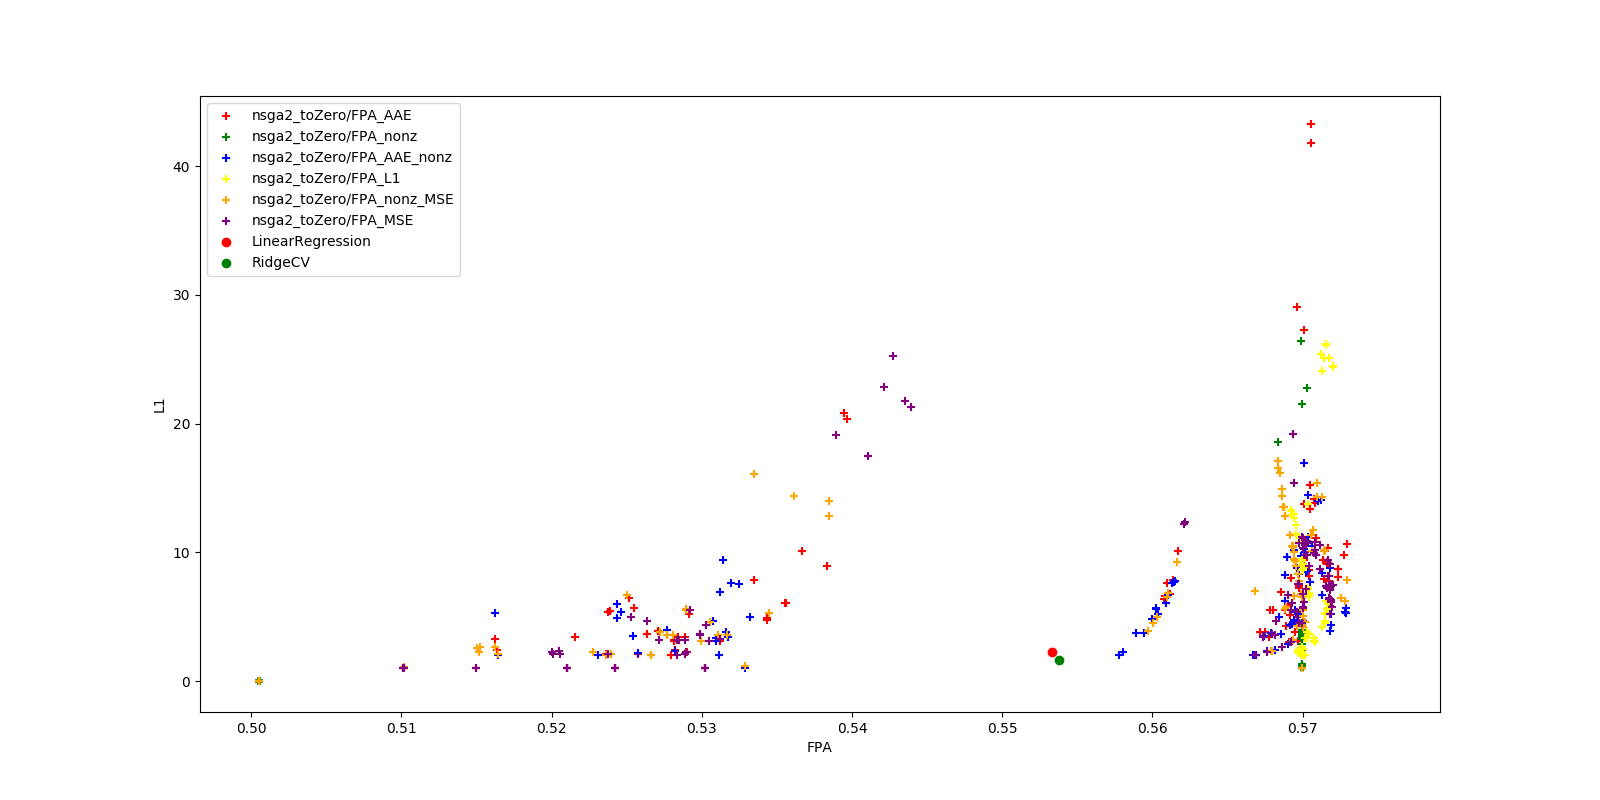 nsga2_toZero/FPA_AAE
nsga2_toZero/FPA_nonz
nsga2_toZero/FPA_AAE_nonz
nsga2_toZero/FPA_L1
nsga2_toZero/FPA_nonz_MSE
nsga2_toZero/FPA_MSE
LinearRegression
RidgeCV
40
30
20
10
0
L1
0.50 0.51 0.52 0.53 0.54 0.55 0.56 0.57
FPA